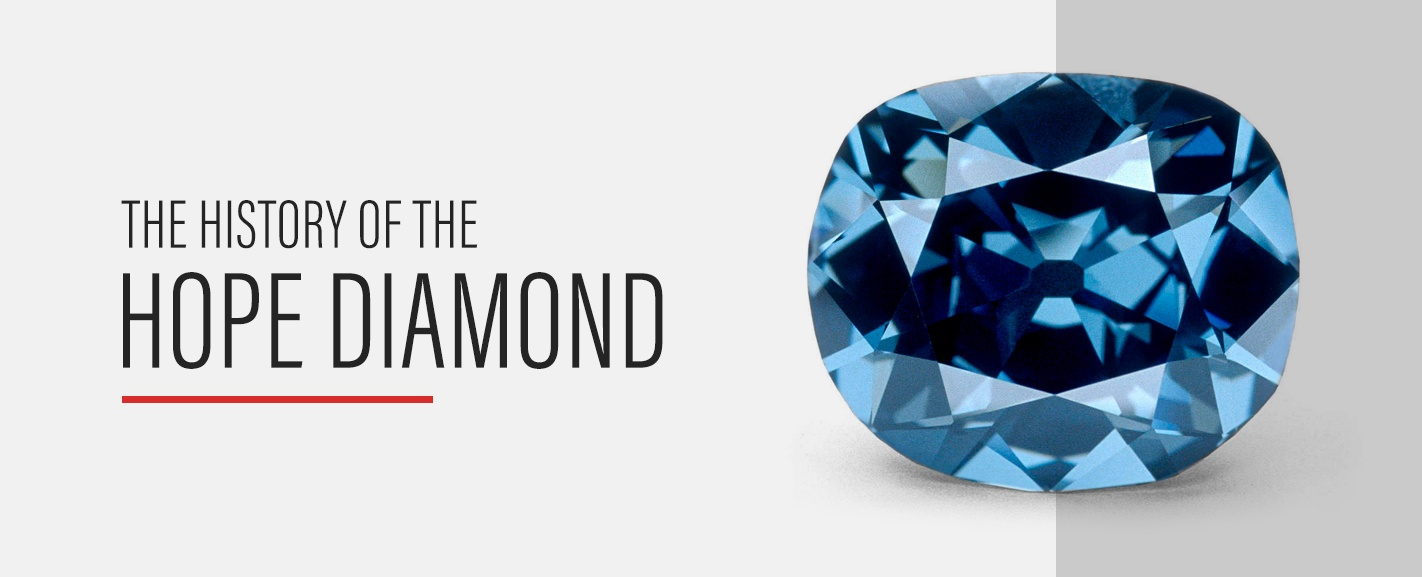 THE HISTORY OF THE
HOPE DIAMOND